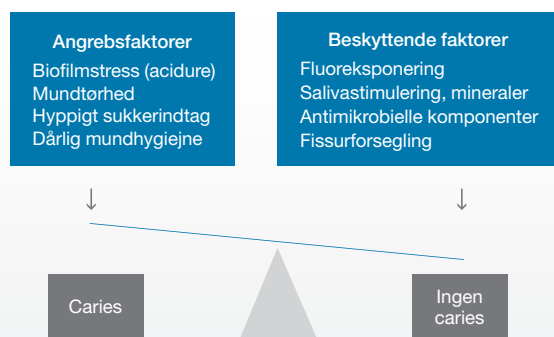 Angrebsfaktorer
Biofilmstress (acidure)
Mundtørhed
Hyppigt sukkerindtag
Dårlig mundhygiejne
Beskyttende faktorer
Fluoreksponering
Salivastimulering, mineraler
Antimikrobielle komponenter
Fissurforsegling
Caries
Ingen
caries